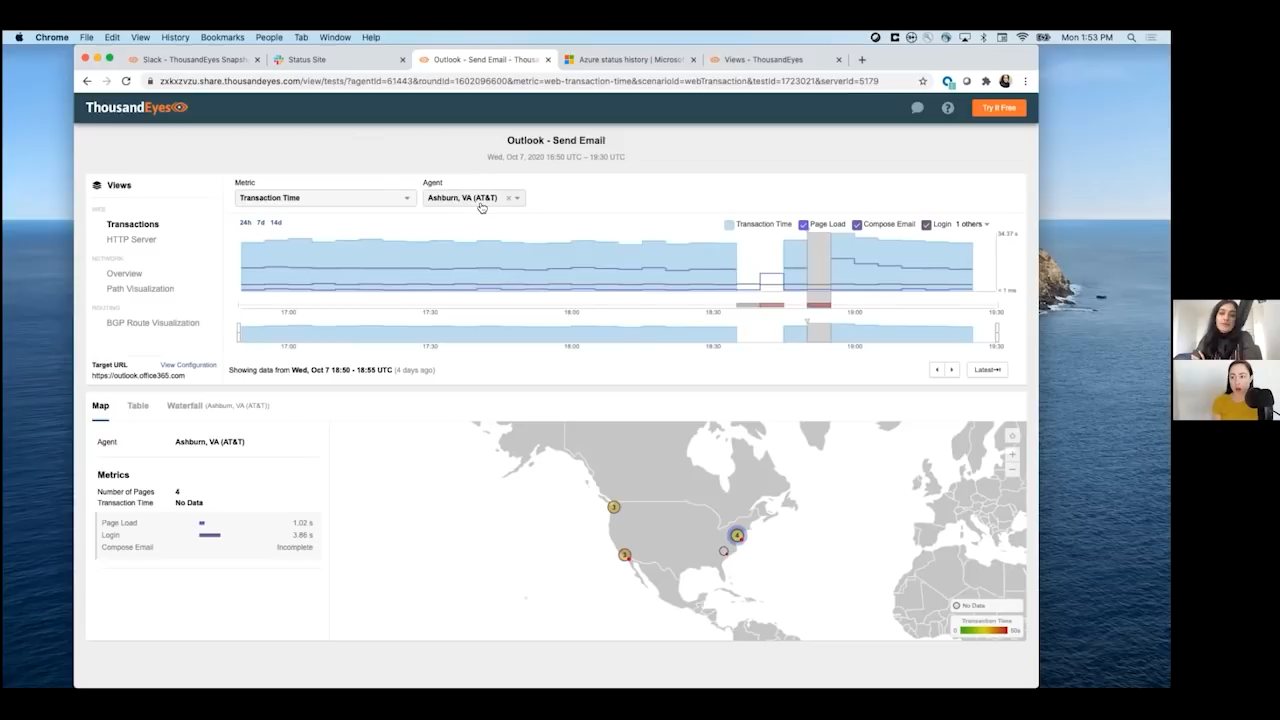 Chrome File Edit View History Bookmarks People Tab Window Help Mon 1:53 PM
Slack - ThousandEyes Snapsh
Status Site
Outlook - Send Email - Thous
Azure status history | Microsof
Views - ThousandEyes
zxkxzvzu.share.thousandeyes.com/view/tests/?agentId=61443&roundId=1602096600&metric=web-transaction-time&scenarioId=webTransaction&testId=1723021&serverId=5179
ThousandEyes
Try It Free
Outlook - Send Email
Wed, Oct 7, 2020 16:50 UTC – 19:30 UTC
Views
WEB
Transactions
HTTP Server
NETWORK
Overview
Path Visualization
ROUTING
BGP Route Visualization
Target URL View Configuration
https://outlook.office365.com
Metric Agent
Transaction Time Ashburn, VA (AT&T)
24h 7d 14d
Transaction Time Page Load Compose Email Login 1 others
34.37 s
< 1 ms
17:00 17:30 18:00 18:30 19:00 19:30
17:00 17:30 18:00 18:30 19:00 19:30
Showing data from Wed, Oct 7 18:50 - 18:55 UTC (4 days ago)
Latest
Map Table Waterfall (Ashburn, VA (AT&T))
Agent Ashburn, VA (AT&T)
Metrics
Number of Pages 4
Transaction Time No Data
Page Load 1.02 s
Login 3.86 s
Compose Email Incomplete
3
3
4
No Data
Transaction Time
0 50s